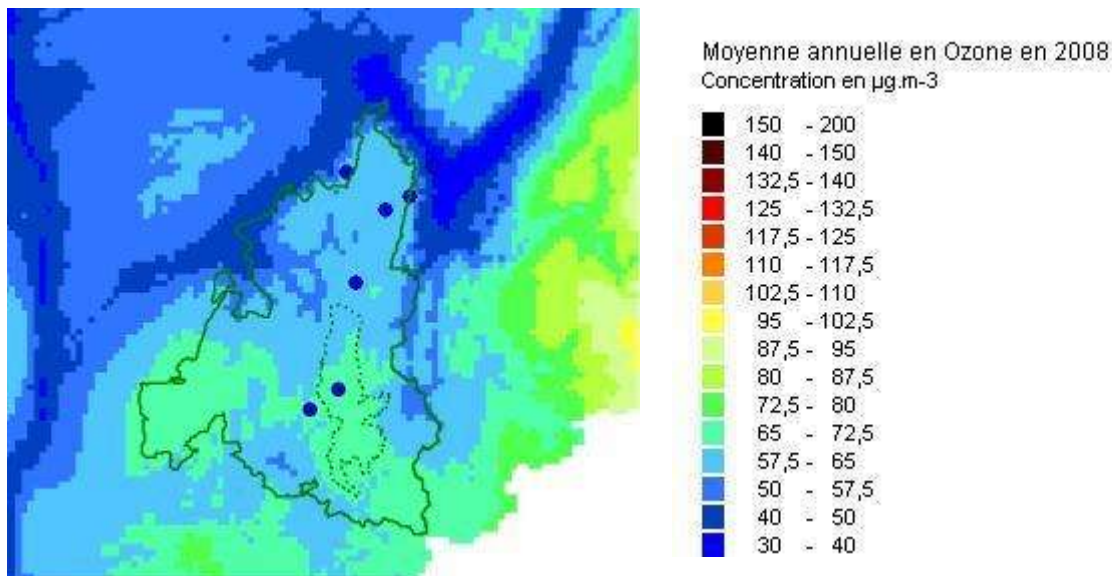 Moyenne annuelle en Ozone en 2008
Concentration en µg.m-3
150 - 200
140 - 150
132,5 - 140
125 - 132,5
117,5 - 125
110 - 117,5
102,5 - 110
95 - 102,5
87,5 - 95
80 - 87,5
72,5 - 80
65 - 72,5
57,5 - 65
50 - 57,5
40 - 50
30 - 40